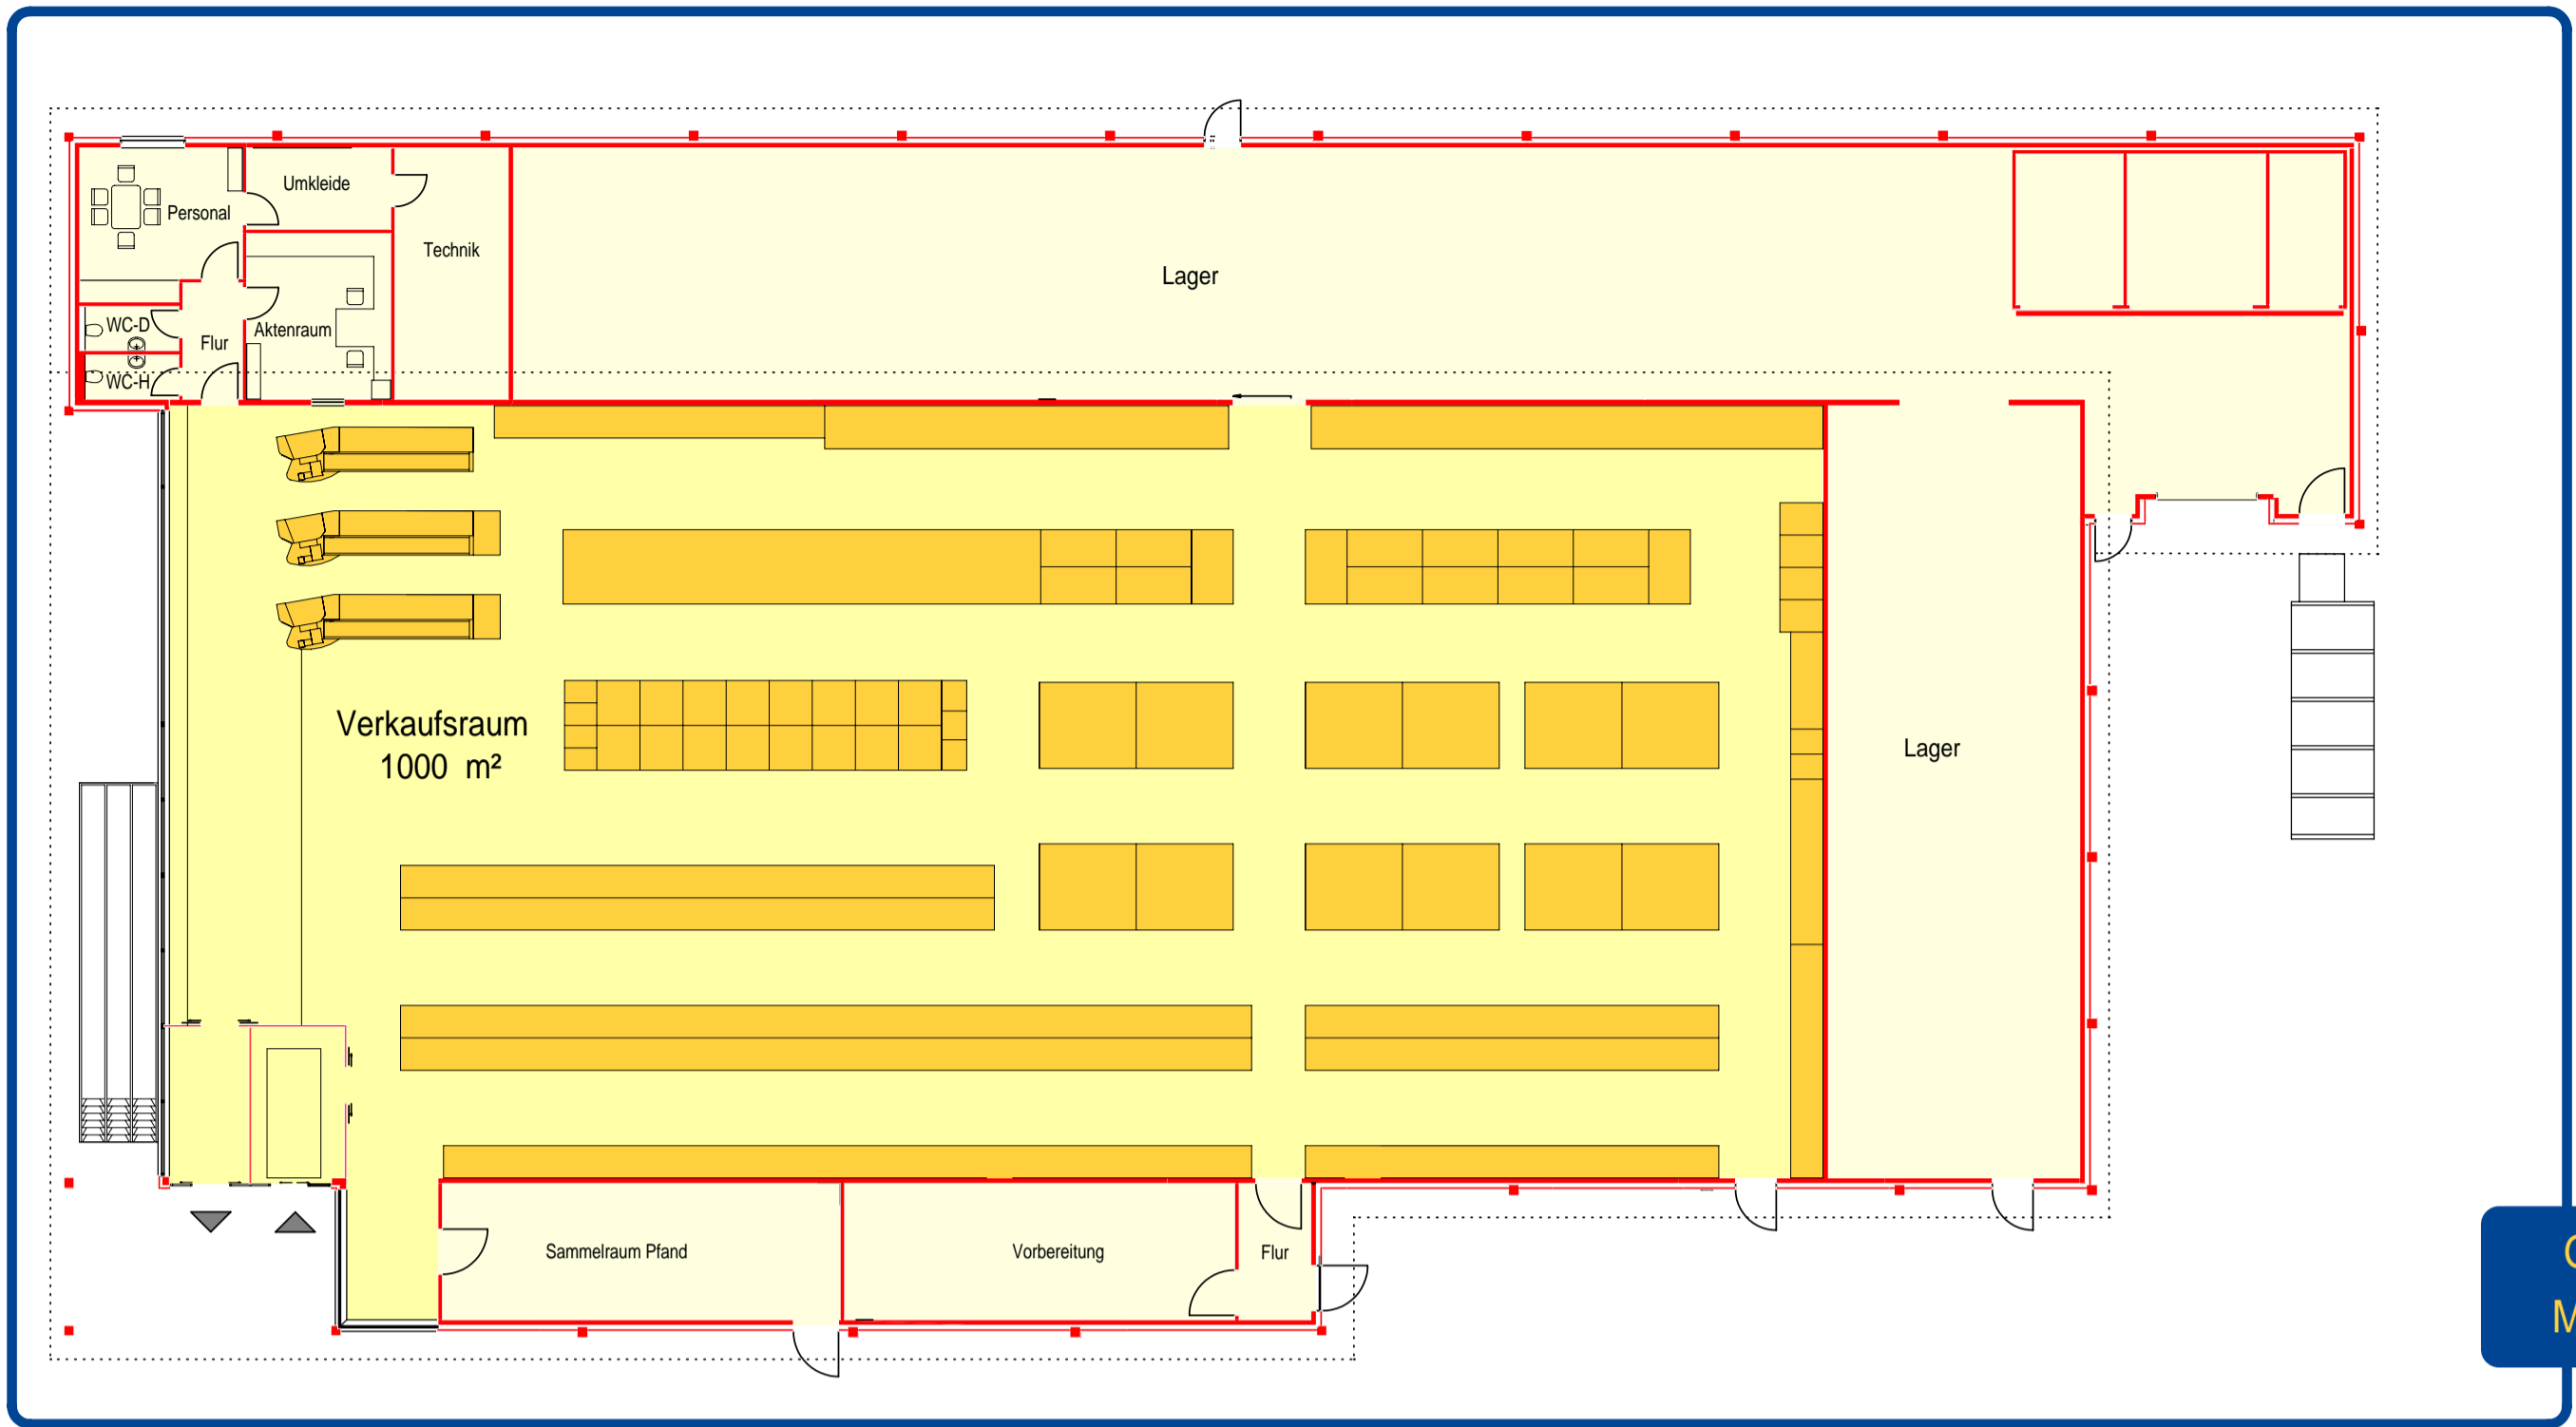 Umkleide
Personal
Technik
Lager
WC-D
Aktenraum
Flur
WC-H
Verkaufsraum
1000 m²
Lager
Sammelraum Pfand
Vorbereitung
Flur
M